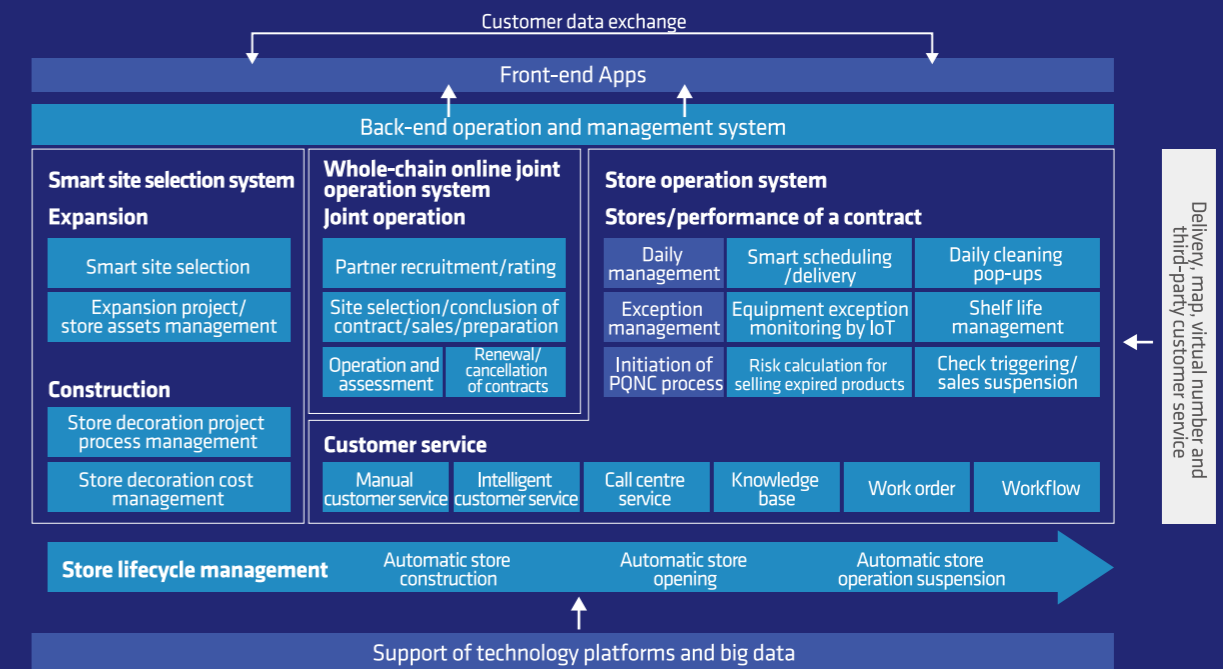 Customer data exchange
Front-end Apps
Back-end operation and management system
Smart site selection system
Expansion
Smart site selection
Expansion project/
store assets management
Construction
Store decoration project
process management
Store decoration cost
management
Whole-chain online joint
operation system
Joint operation
Partner recruitment/rating
Site selection/conclusion of
contract/sales/preparation
Operation and
assessment
Renewal/
cancellation
of contracts
Store operation system
Stores/performance of a contract
Daily
management
Smart scheduling
/delivery
Daily cleaning
pop-ups
Exception
management
Equipment exception
monitoring by IoT
Shelf life
management
Initiation of
PQNC process
Risk calculation for
selling expired products
Check triggering/
sales suspension
Customer service
Manual
customer service
Intelligent
customer service
Call centre
service
Knowledge
base
Work order
Workflow
Delivery, map, virtual number and
third-party customer service
Store lifecycle management
Automatic store
construction
Automatic store
opening
Automatic store
operation suspension
Support of technology platforms and big data